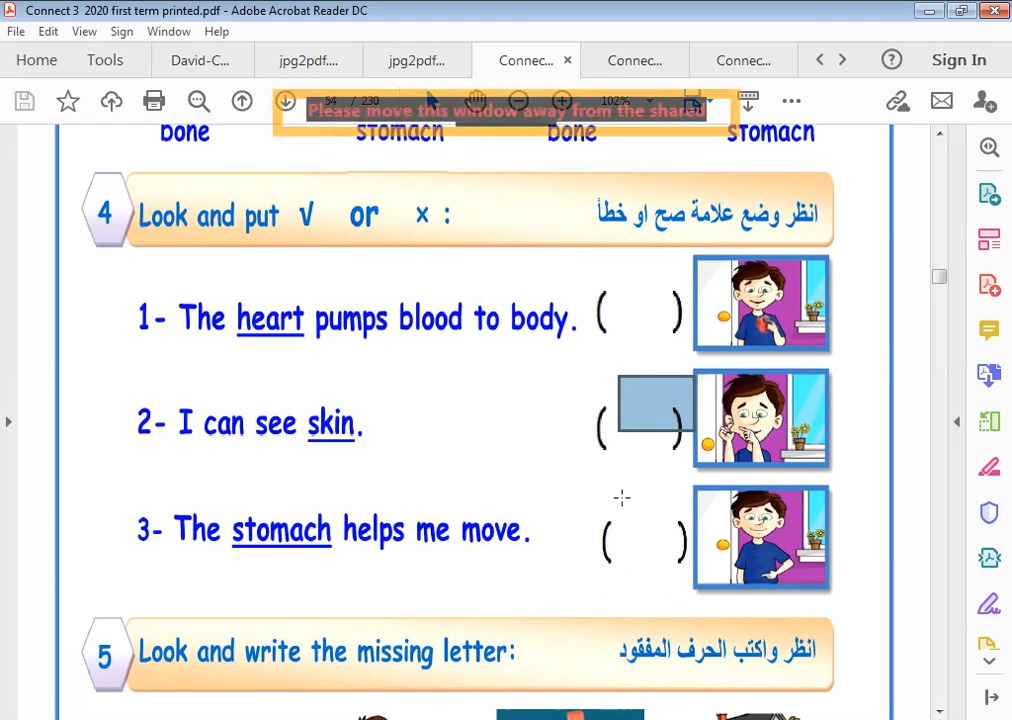 Connect 3  2020 first term printed.pdf - Adobe Acrobat Reader DC
File Edit View Sign Window Help
Home Tools David-C... jpg2pdf.... jpg2pdf.... Connec... × Connec... Connec... Sign In
54 / 230 102%
Please move this window away from the shared
bone stomach bone stomach
4 Look and put √ or × : انظر وضع علامة صح او خطأ
1- The heart pumps blood to body. ( )
2- I can see skin. ( )
3- The stomach helps me move. ( )
5 Look and write the missing letter: انظر واكتب الحرف المفقود